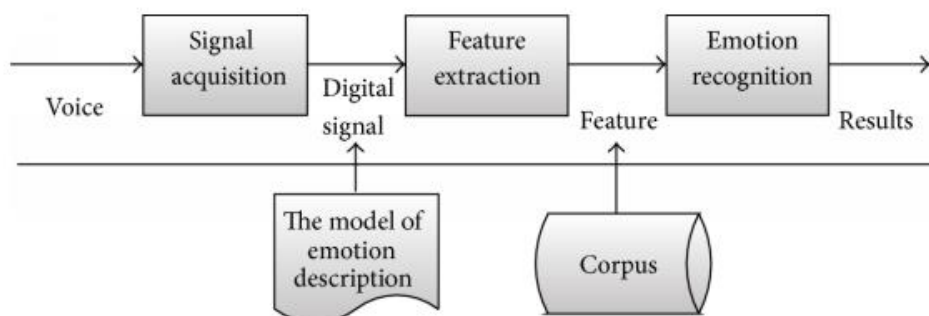 Signal
acquisition
Feature
extraction
Emotion
recognition
Voice
Digital
signal
Feature
Results
The model of
emotion
description
Corpus